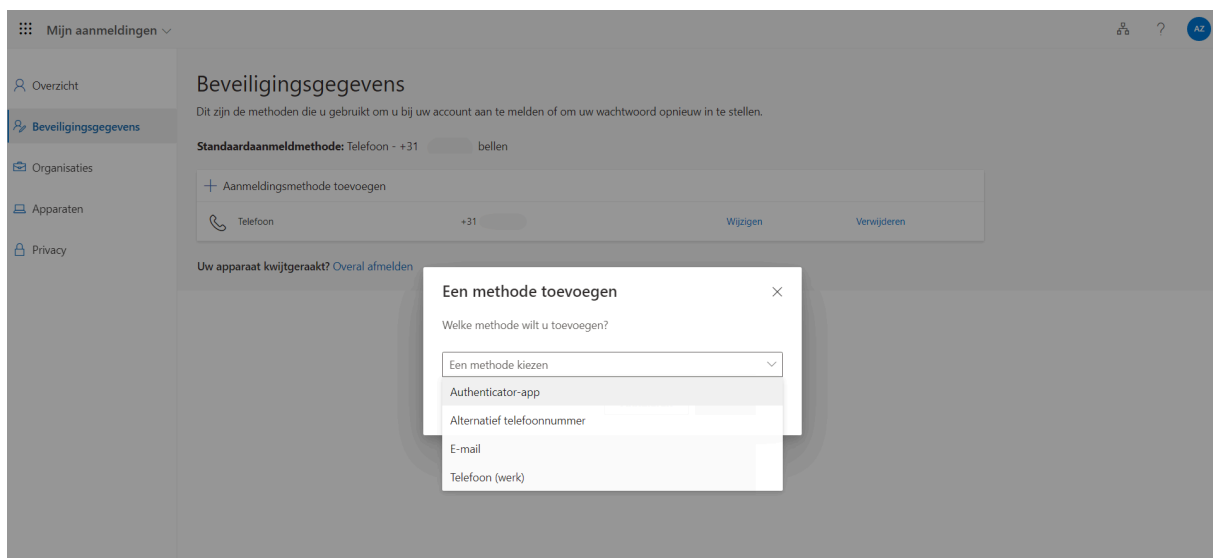 Mijn aanmeldingen
?
AZ
Overzicht
Beveiligingsgegevens
Organisaties
Apparaten
Privacy
Beveiligingsgegevens
Dit zijn de methoden die u gebruikt om u bij uw account aan te melden of om uw wachtwoord opnieuw in te stellen.
Standaardaanmeldmethode: Telefoon - +31 bellen
Aanmeldingsmethode toevoegen
Telefoon +31 Wijzigen Verwijderen
Uw apparaat kwijtgeraakt? Overal afmelden
Een methode toevoegen
Welke methode wilt u toevoegen?
Een methode kiezen
Authenticator-app
Alternatief telefoonnummer
E-mail
Telefoon (werk)